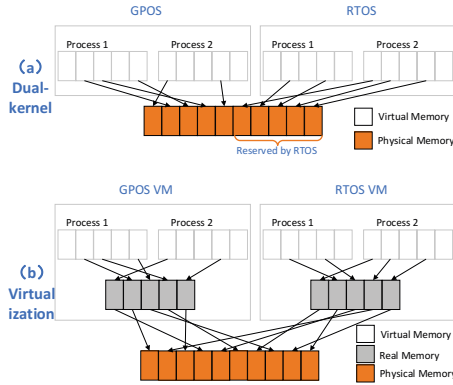 GPOS
RTOS
Process 1
Process 2
Process 1
Process 2
（a）
Dual-
kernel
Virtual Memory
Physical Memory
Reserved by RTOS
GPOS VM
RTOS VM
Process 1
Process 2
Process 1
Process 2
（b）
Virtual
ization
Virtual Memory
Real Memory
Physical Memory